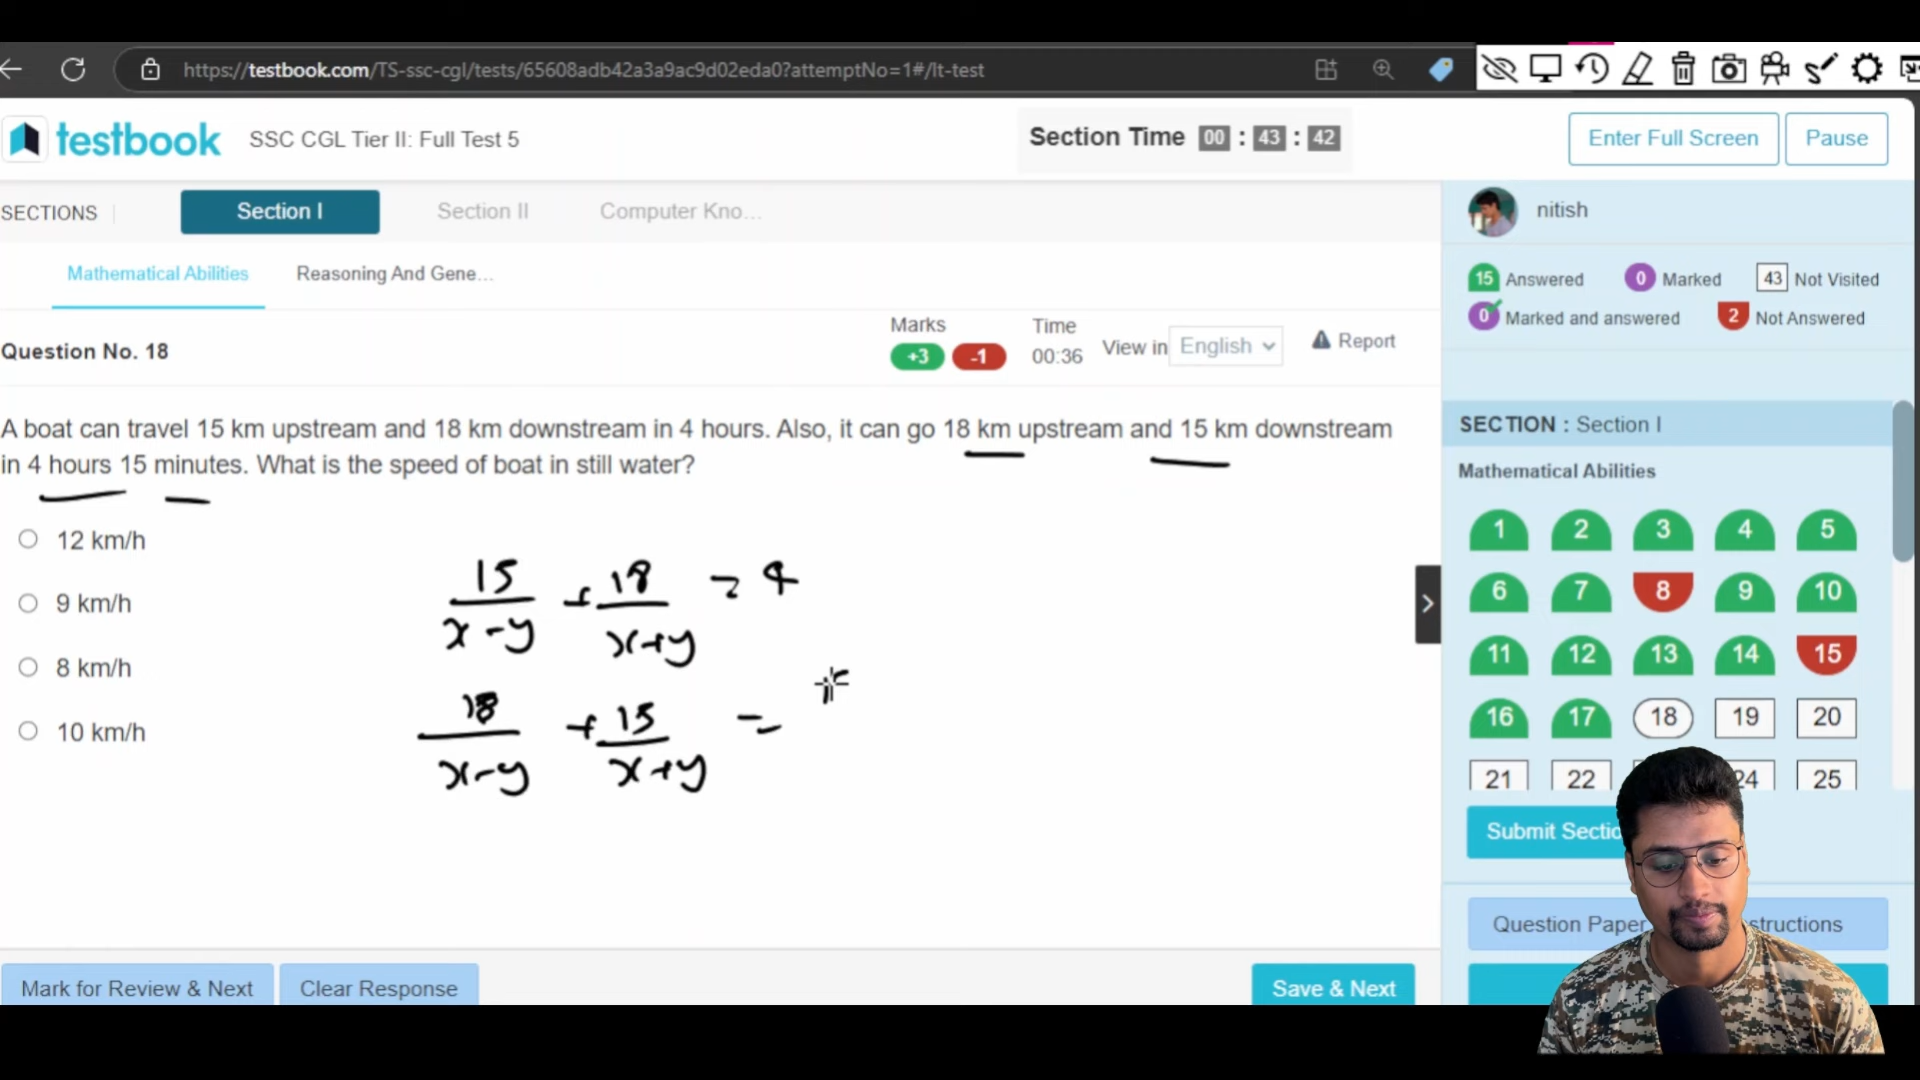 https://testbook.com/TS-ssc-cgl/tests/65608adb42a3a9ac9d02eda0?attemptNo=1#/lt-test
testbook SSC CGL Tier II: Full Test 5
Section Time 00 : 43 : 42
Enter Full Screen Pause
SECTIONS Section I Section II Computer Kno...
nitish
Mathematical Abilities Reasoning And Gene...
15 Answered 0 Marked 43 Not Visited
0 Marked and answered 2 Not Answered
Question No. 18
Marks +3 -1
Time 00:36
View in English
Report
A boat can travel 15 km upstream and 18 km downstream in 4 hours. Also, it can go 18 km upstream and 15 km downstream
in 4 hours 15 minutes. What is the speed of boat in still water?
12 km/h
9 km/h
8 km/h
10 km/h
15/x-y + 18/x+y = 4
18/x-y + 15/x+y =
SECTION : Section I
Mathematical Abilities
1 2 3 4 5
6 7 8 9 10
11 12 13 14 15
16 17 18 19 20
21 22 24 25
Submit Sectio
Question Paper structions
Mark for Review & Next Clear Response Save & Next